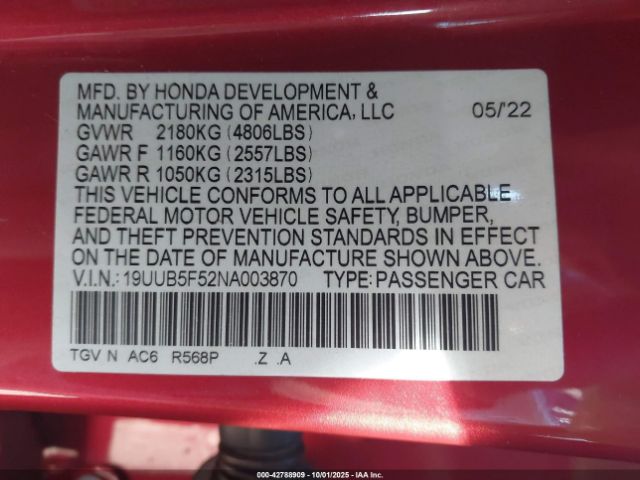 MFD. BY HONDA DEVELOPMENT &
MANUFACTURING OF AMERICA, LLC 05/'22
GVWR 2180KG (4806LBS)
GAWR F 1160KG (2557LBS)
GAWR R 1050KG (2315LBS)
THIS VEHICLE CONFORMS TO ALL APPLICABLE
FEDERAL MOTOR VEHICLE SAFETY, BUMPER,
AND THEFT PREVENTION STANDARDS IN EFFECT
ON THE DATE OF MANUFACTURE SHOWN ABOVE.
V.I.N.: 19UUB5F52NA003870 TYPE: PASSENGER CAR
TGV N AC6 R568P .Z .A
000-42788909 - 10/01/2025 - IAA Inc.